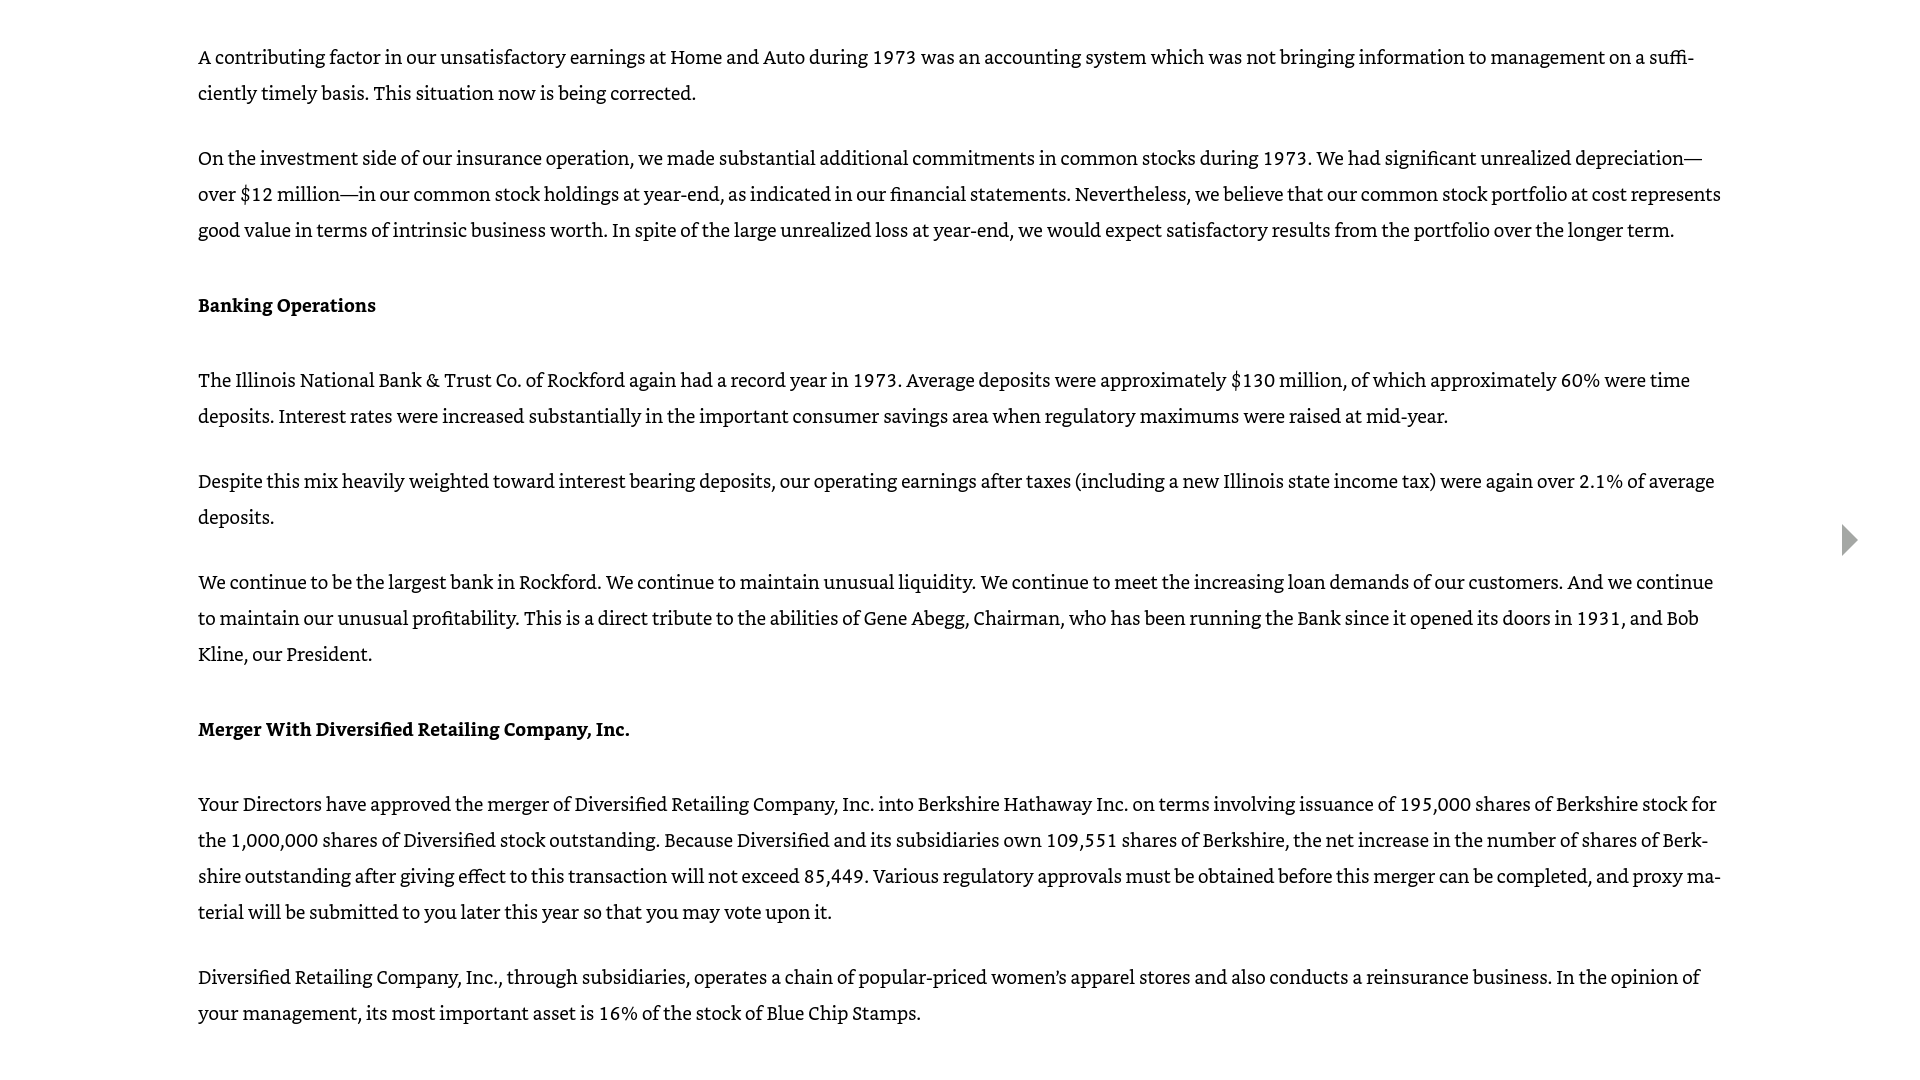 A contributing factor in our unsatisfactory earnings at Home and Auto during 1973 was an accounting system which was not bringing information to management on a suffi-
ciently timely basis. This situation now is being corrected.
On the investment side of our insurance operation, we made substantial additional commitments in common stocks during 1973. We had significant unrealized depreciation—
over $12 million—in our common stock holdings at year-end, as indicated in our financial statements. Nevertheless, we believe that our common stock portfolio at cost represents
good value in terms of intrinsic business worth. In spite of the large unrealized loss at year-end, we would expect satisfactory results from the portfolio over the longer term.
Banking Operations
The Illinois National Bank & Trust Co. of Rockford again had a record year in 1973. Average deposits were approximately $130 million, of which approximately 60% were time
deposits. Interest rates were increased substantially in the important consumer savings area when regulatory maximums were raised at mid-year.
Despite this mix heavily weighted toward interest bearing deposits, our operating earnings after taxes (including a new Illinois state income tax) were again over 2.1% of average
deposits.
We continue to be the largest bank in Rockford. We continue to maintain unusual liquidity. We continue to meet the increasing loan demands of our customers. And we continue
to maintain our unusual profitability. This is a direct tribute to the abilities of Gene Abegg, Chairman, who has been running the Bank since it opened its doors in 1931, and Bob
Kline, our President.
Merger With Diversified Retailing Company, Inc.
Your Directors have approved the merger of Diversified Retailing Company, Inc. into Berkshire Hathaway Inc. on terms involving issuance of 195,000 shares of Berkshire stock for
the 1,000,000 shares of Diversified stock outstanding. Because Diversified and its subsidiaries own 109,551 shares of Berkshire, the net increase in the number of shares of Berk-
shire outstanding after giving effect to this transaction will not exceed 85,449. Various regulatory approvals must be obtained before this merger can be completed, and proxy ma-
terial will be submitted to you later this year so that you may vote upon it.
Diversified Retailing Company, Inc., through subsidiaries, operates a chain of popular-priced women’s apparel stores and also conducts a reinsurance business. In the opinion of
your management, its most important asset is 16% of the stock of Blue Chip Stamps.